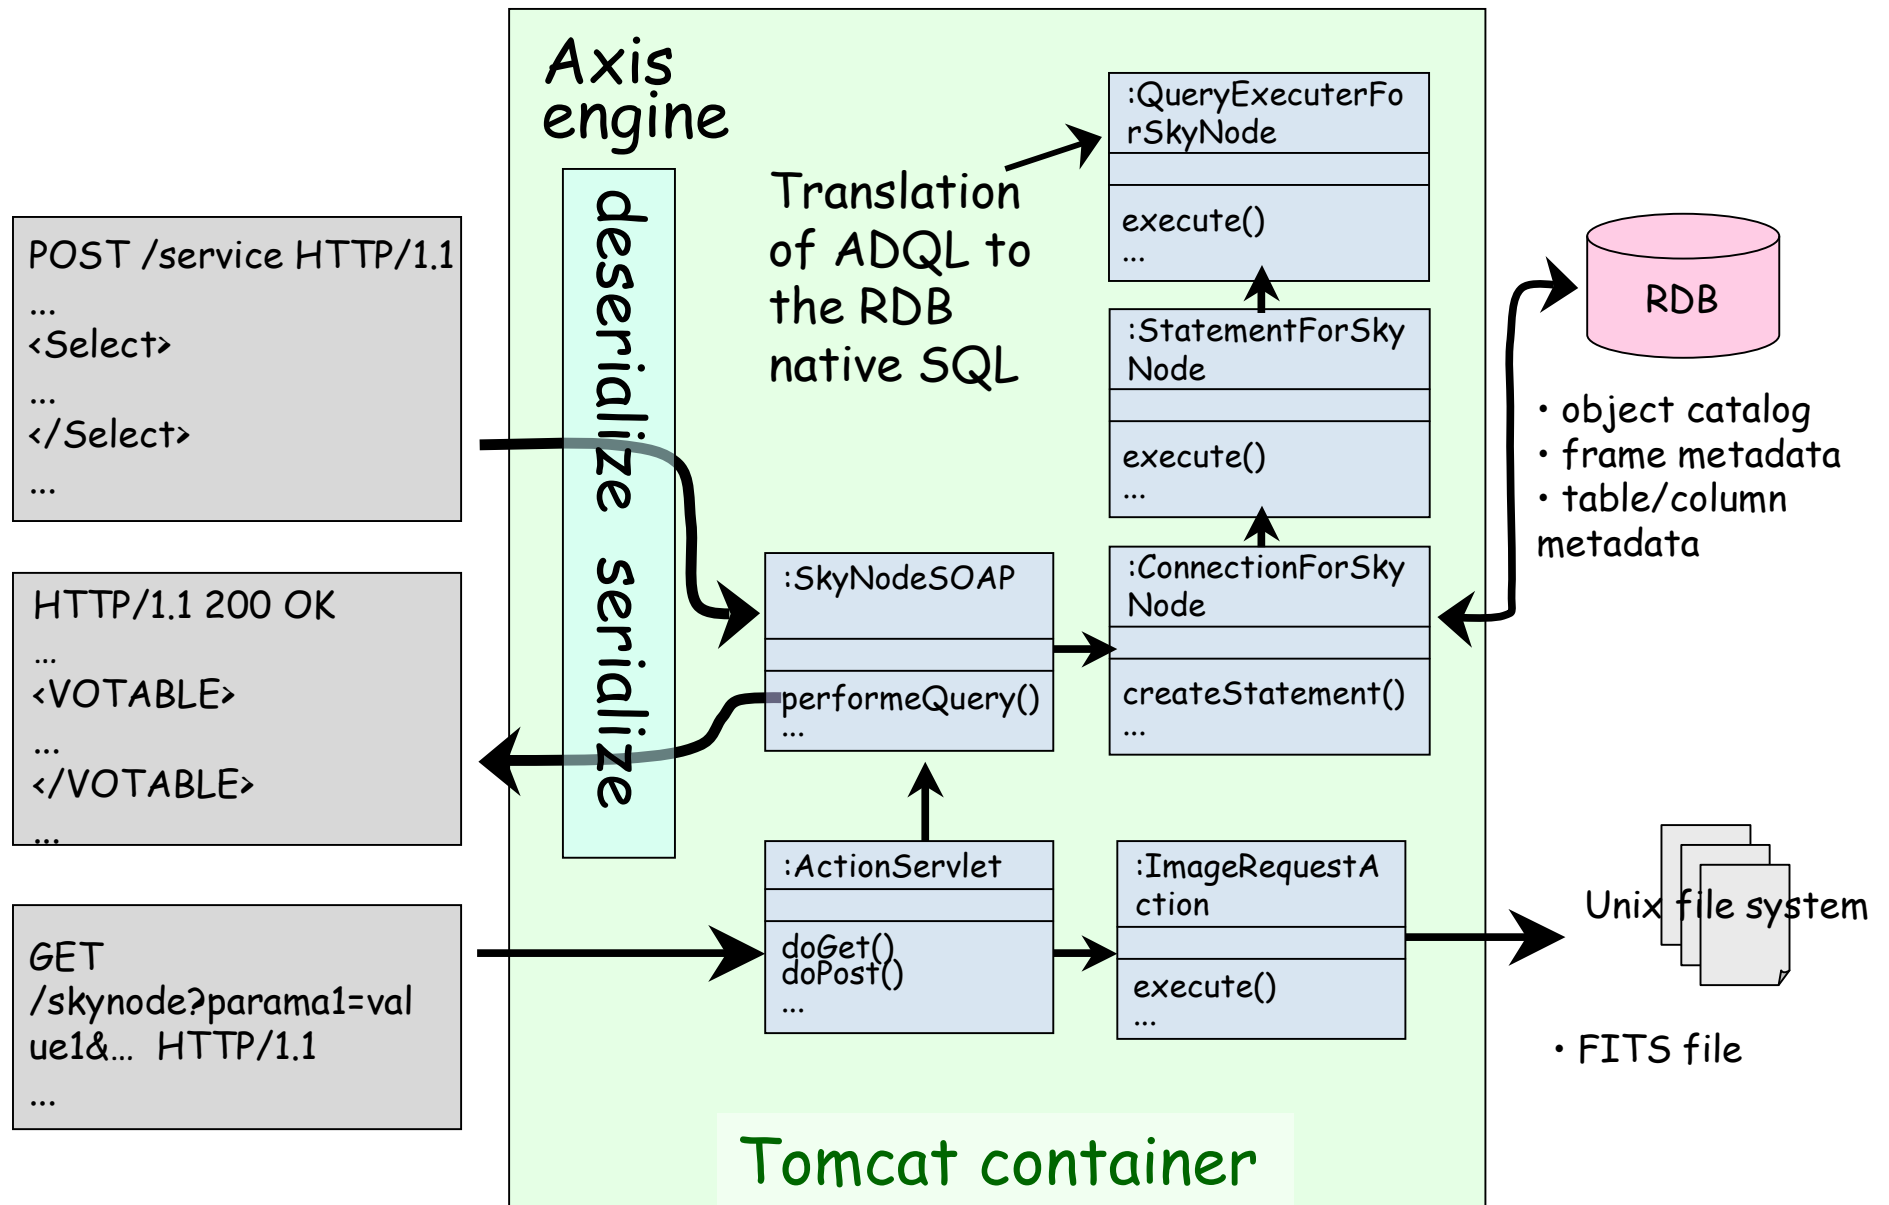 Axis
engine
deserialize serialize
POST /service HTTP/1.1
...
<Select>
...
</Select>
...
HTTP/1.1 200 OK
...
<VOTABLE>
...
</VOTABLE>
...
GET
/skynode?parama1=val
ue1&... HTTP/1.1
...
Translation
of ADQL to
the RDB
native SQL
:QueryExecuterFo
rSkyNode
execute()
...
:StatementForSky
Node
execute()
...
:SkyNodeSOAP
performeQuery()
...
:ConnectionForSky
Node
createStatement()
...
:ActionServlet
doGet()
doPost()
...
:ImageRequestA
ction
execute()
...
RDB
• object catalog
• frame metadata
• table/column
metadata
Unix file system
• FITS file
Tomcat container